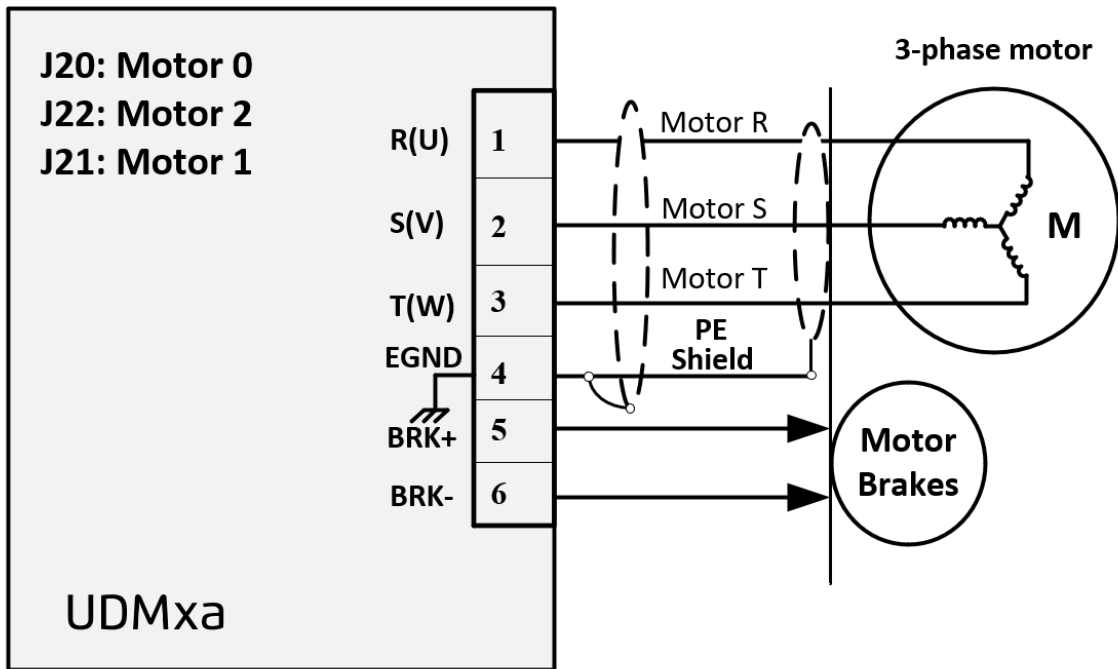 J20: Motor 0
J22: Motor 2
J21: Motor 1
3-phase motor
R(U)
1
Motor R
S(V)
2
Motor S
M
T(W)
3
Motor T
EGND
4
PE
Shield
BRK+
5
BRK-
6
Motor
Brakes
UDMxa